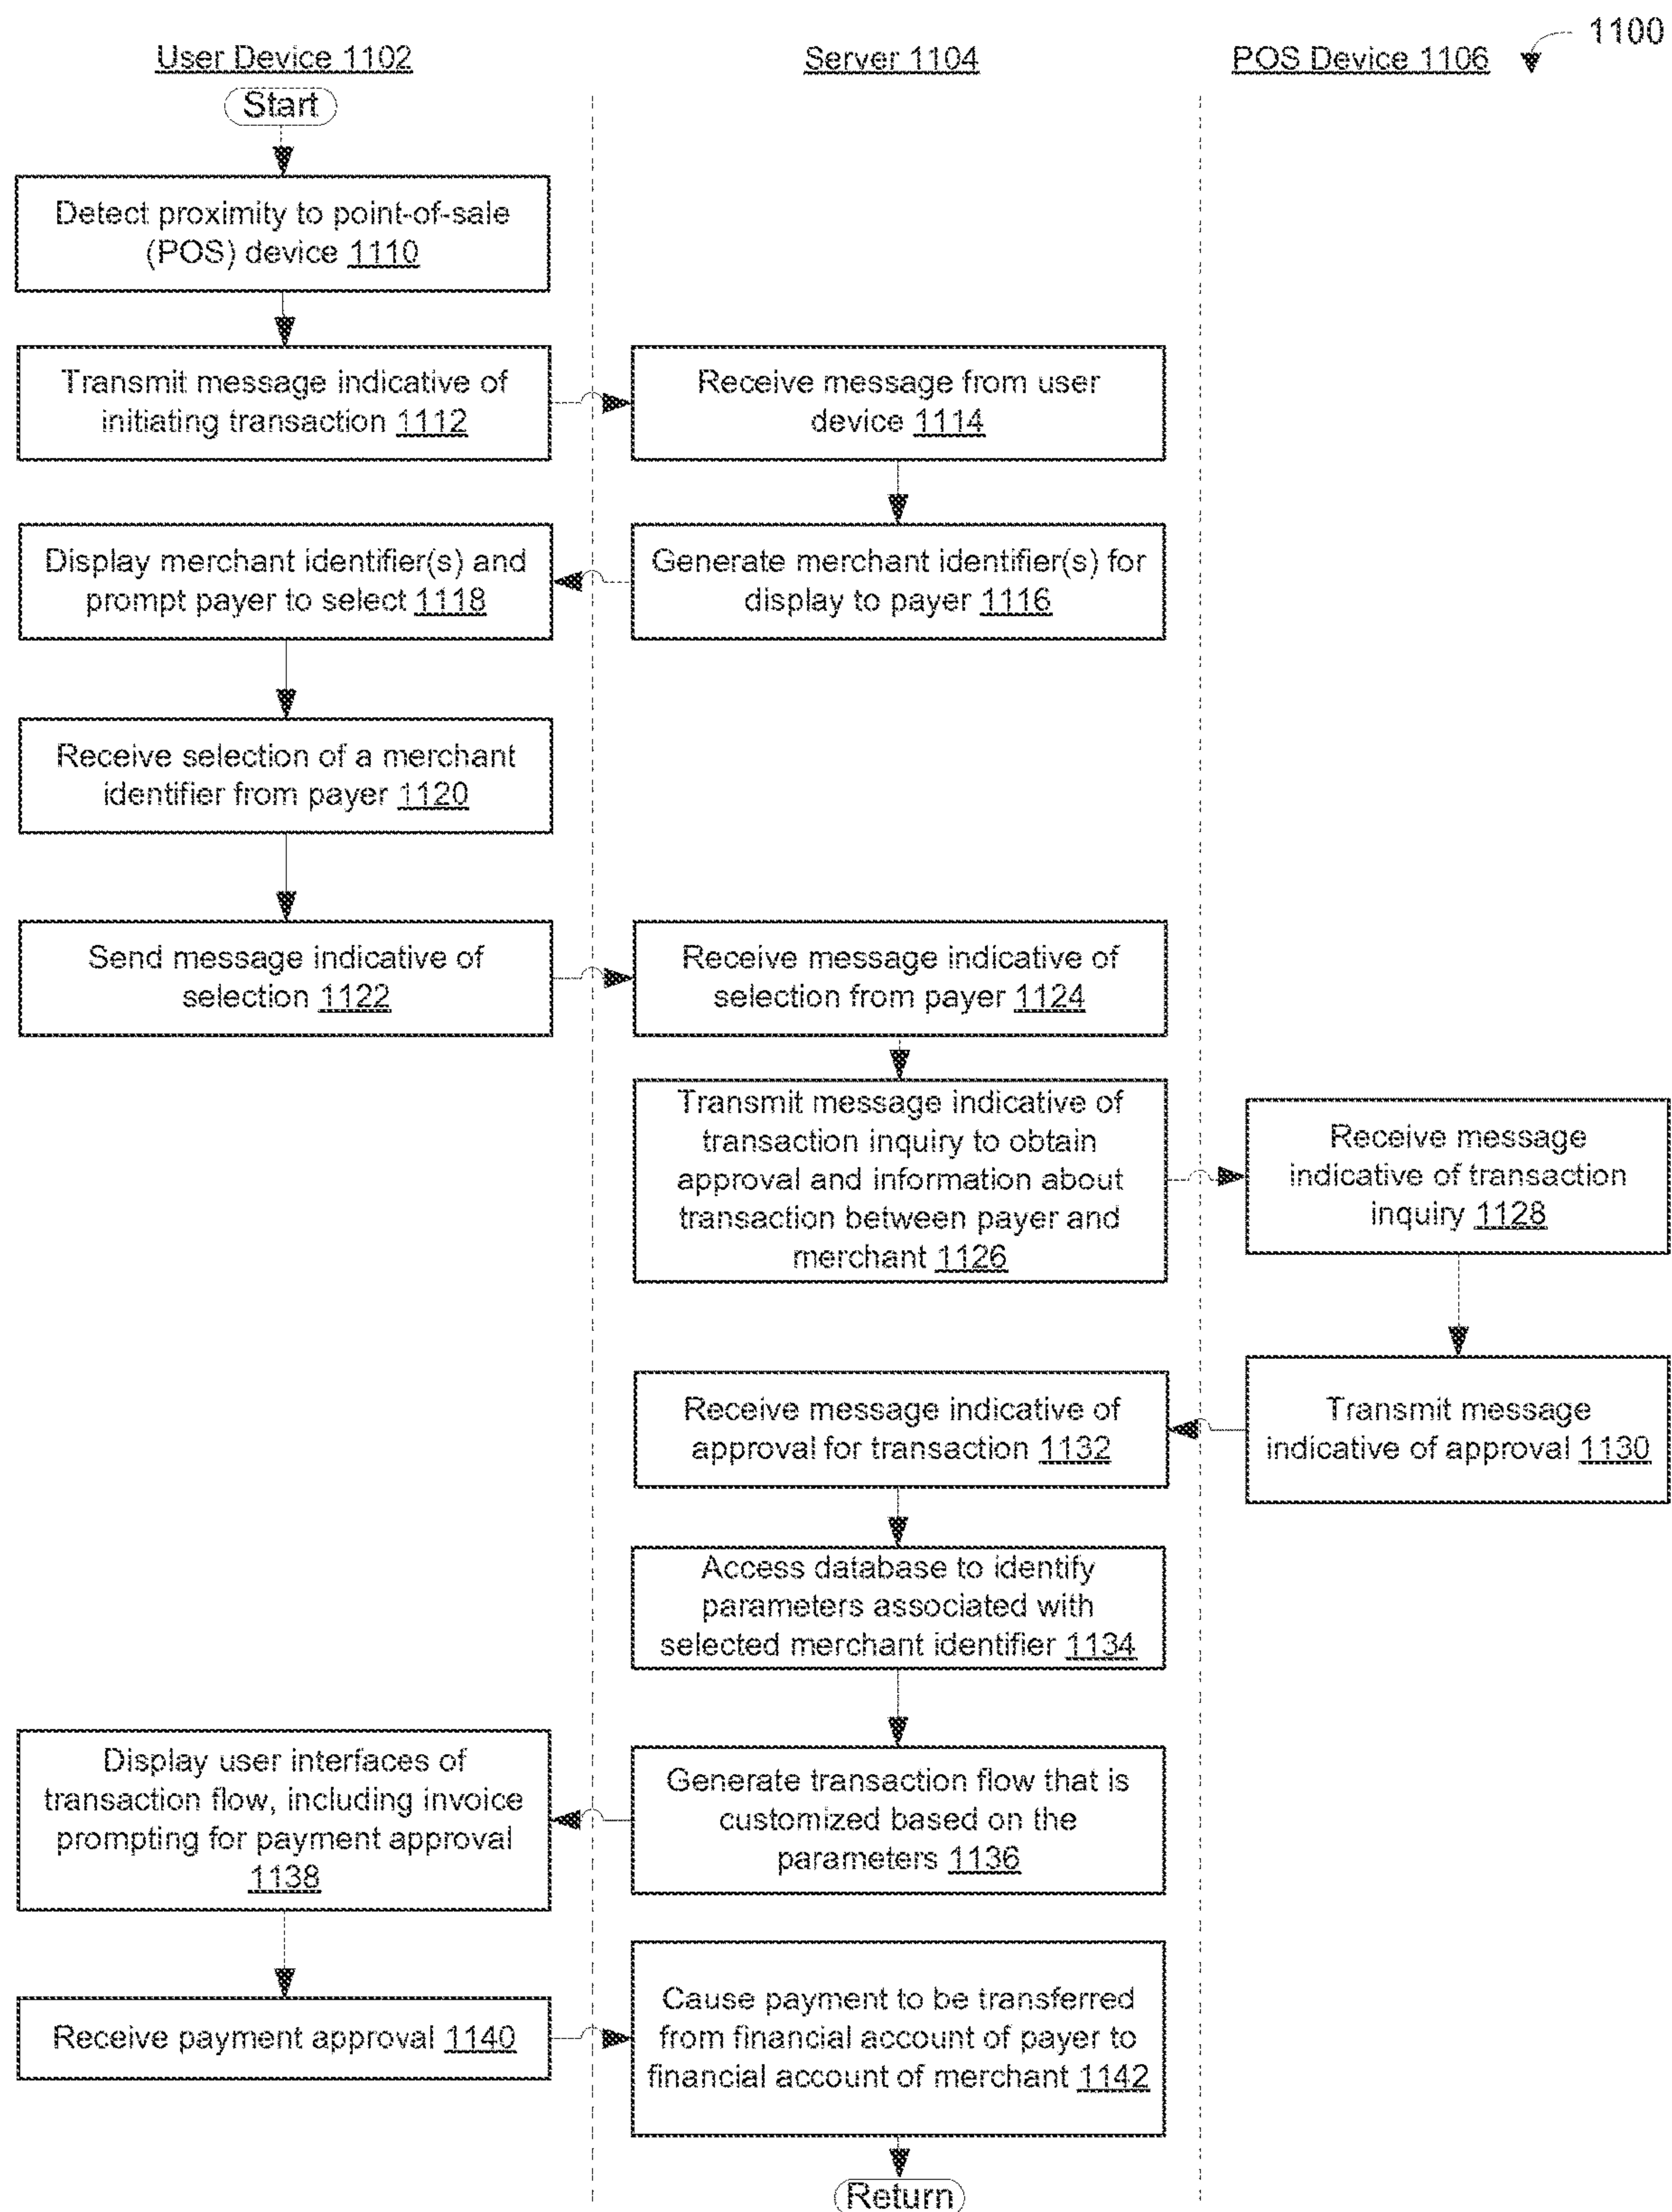 1100
User Device 1102
Server 1104
POS Device 1106
Start
Detect proximity to point-of-sale
(POS) device 1110
Transmit message indicative of
initiating transaction 1112
Receive message from user
device 1114
Display merchant identifier(s) and
prompt payer to select 1118
Generate merchant identifier(s) for
display to payer 1116
Receive selection of a merchant
identifier from payer 1120
Send message indicative of
selection 1122
Receive message indicative of
selection from payer 1124
Transmit message indicative of
transaction inquiry to obtain
approval and information about
transaction between payer and
merchant 1126
Receive message
indicative of transaction
inquiry 1128
Transmit message
indicative of approval 1130
Receive message indicative of
approval for transaction 1132
Access database to identify
parameters associated with
selected merchant identifier 1134
Generate transaction flow that is
customized based on the
parameters 1136
Display user interfaces of
transaction flow, including invoice
prompting for payment approval
1138
Receive payment approval 1140
Cause payment to be transferred
from financial account of payer to
financial account of merchant 1142
Return